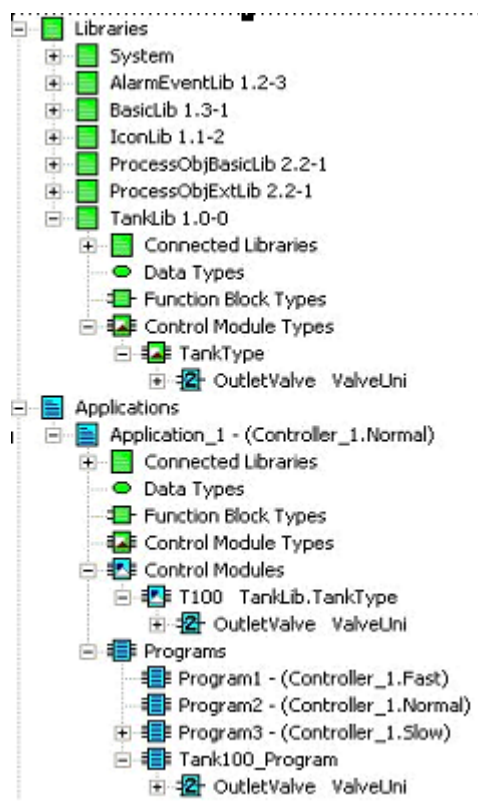 Libraries
System
AlarmEventLib 1.2-3
BasicLib 1.3-1
IconLib 1.1-2
ProcessObjBasicLib 2.2-1
ProcessObjExtLib 2.2-1
TankLib 1.0-0
Connected Libraries
Data Types
Function Block Types
Control Module Types
TankType
OutletValve ValveUni
Applications
Application_1 - (Controller_1.Normal)
Connected Libraries
Data Types
Function Block Types
Control Module Types
Control Modules
T100 TankLib.TankType
OutletValve ValveUni
Programs
Program1 - (Controller_1.Fast)
Program2 - (Controller_1.Normal)
Program3 - (Controller_1.Slow)
Tank100_Program
OutletValve ValveUni